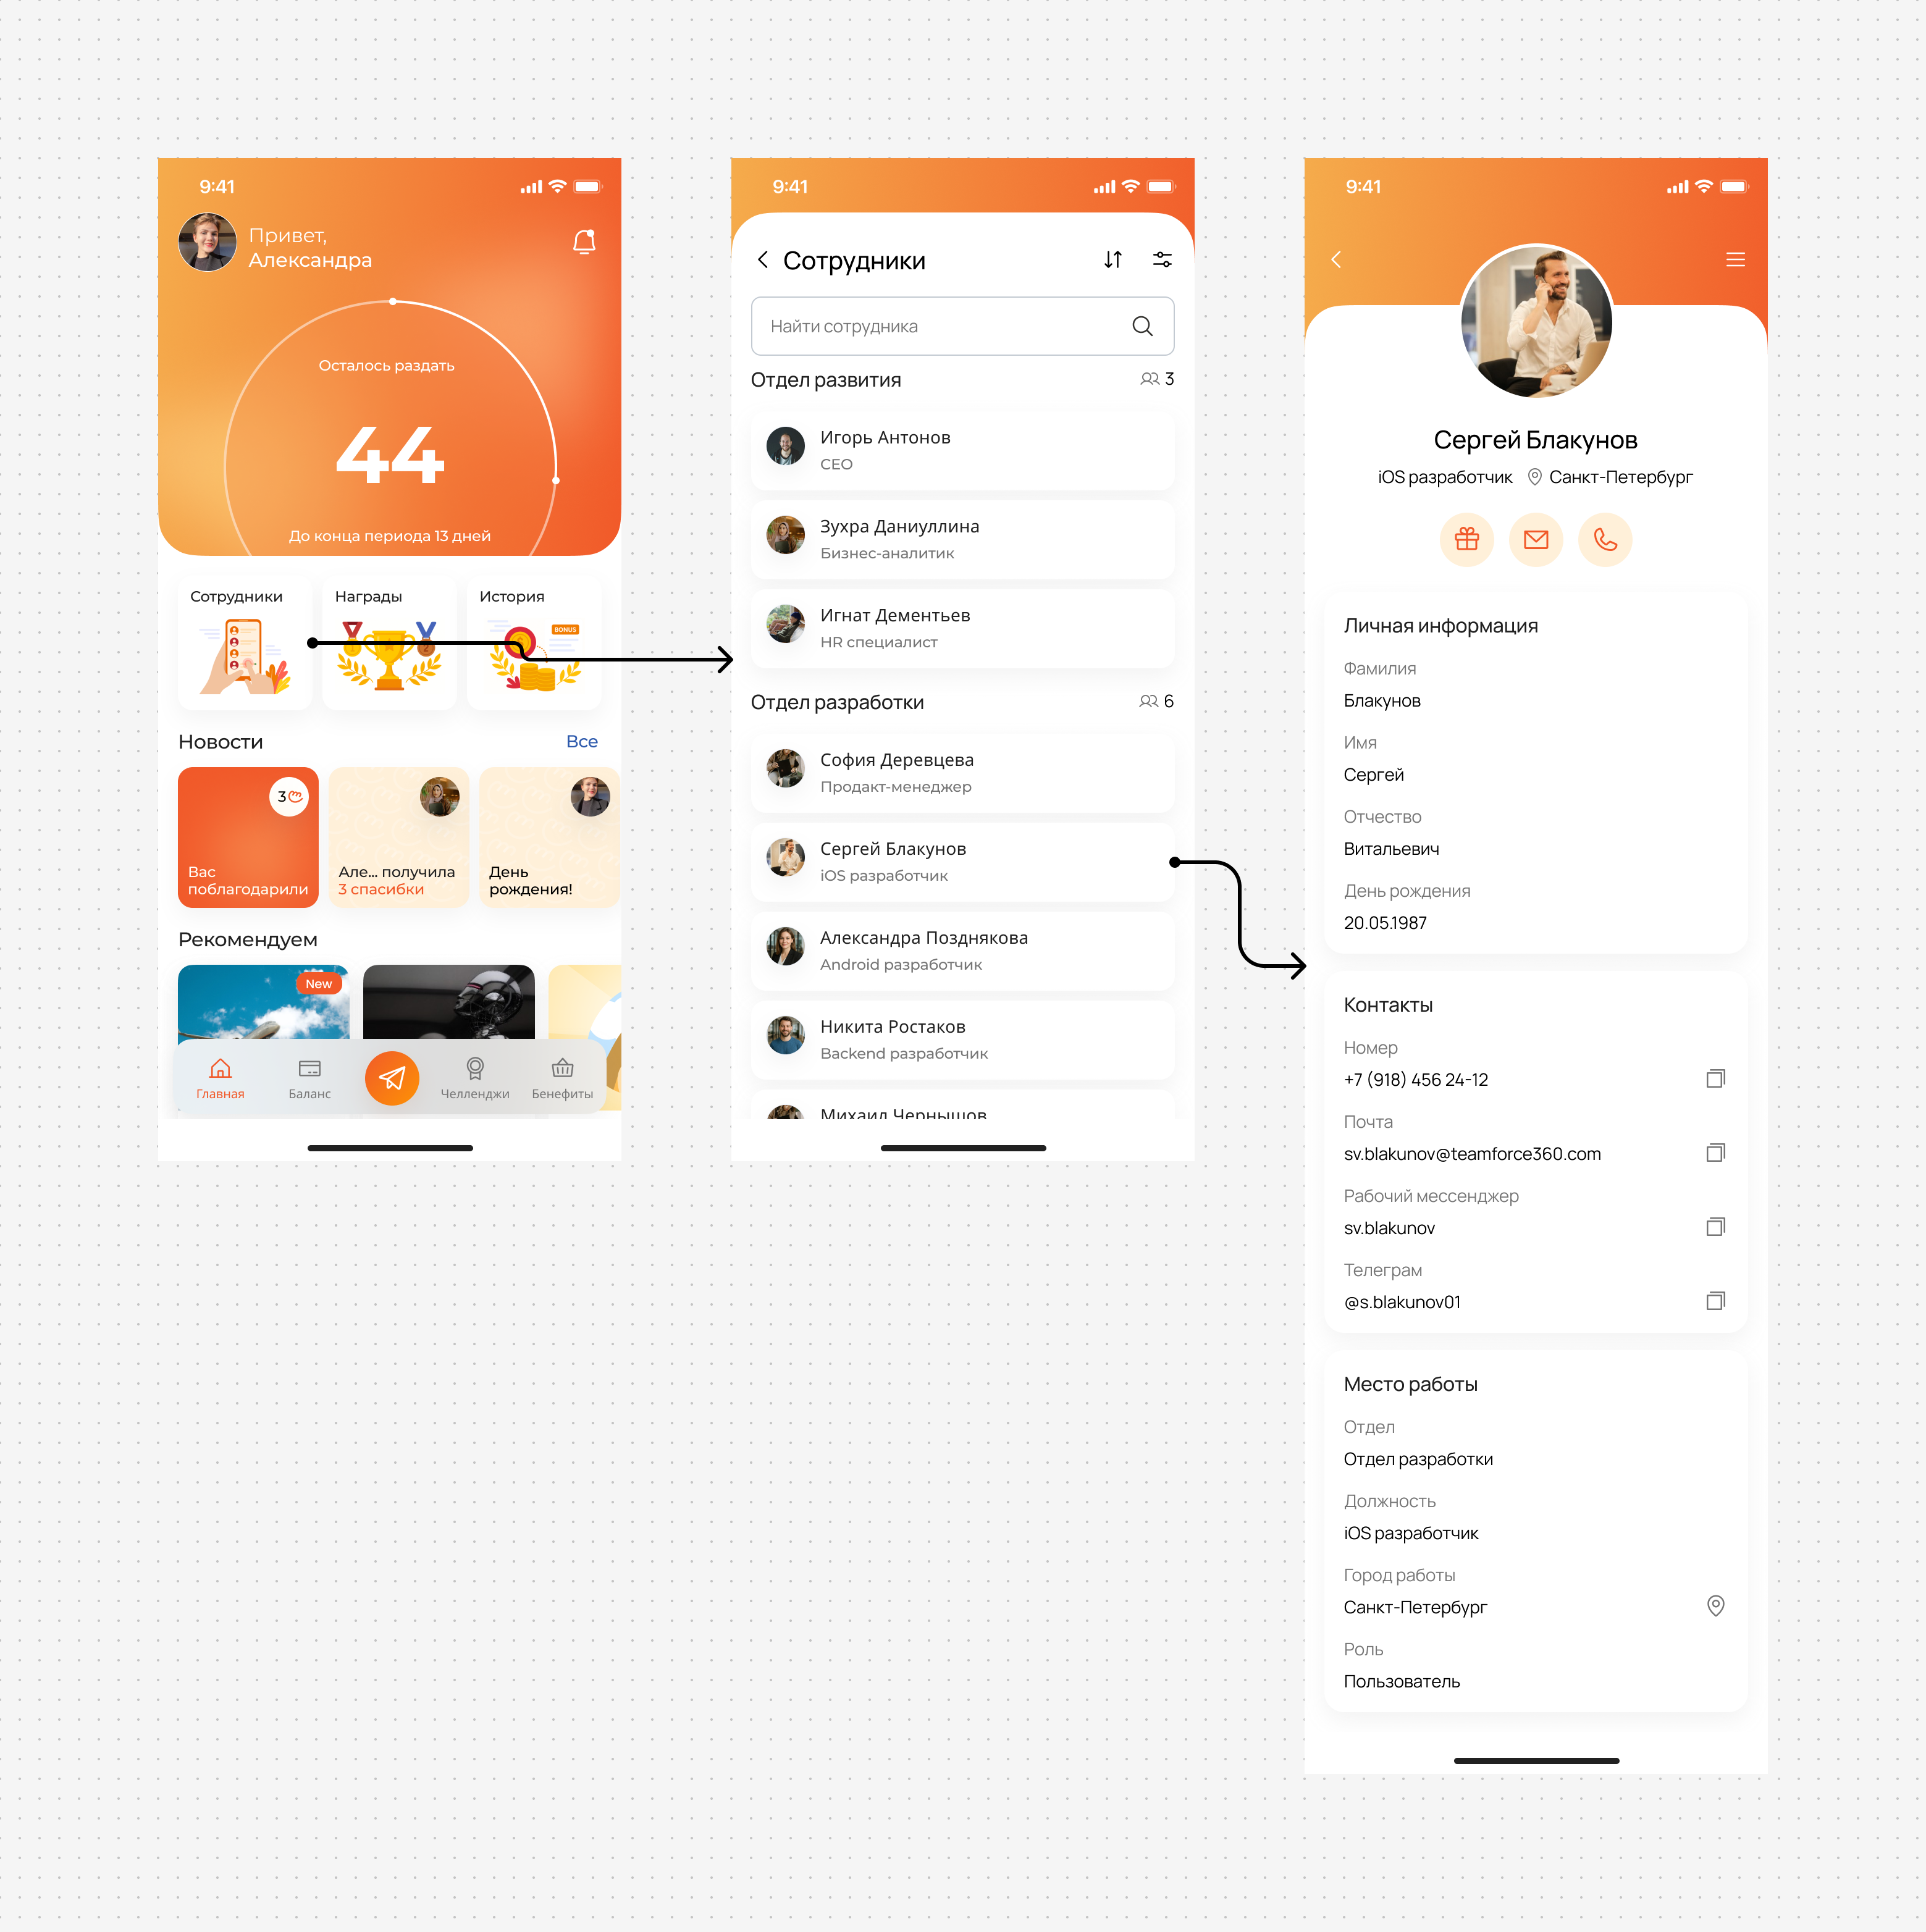 9:41
Привет,
Александра
Осталось раздать
44
До конца периода 13 дней
Сотрудники
Награды
История
BONUS
Новости
Все
3
Вас
поблагодарили
Але... получила
3 спасибки
День
рождения!
Рекомендуем
New
Главная
Баланс
Челленджи
Бенефиты
9:41
Сотрудники
Найти сотрудника
Отдел развития
3
Игорь Антонов
CEO
Зухра Даниуллина
Бизнес-аналитик
Игнат Дементьев
HR специалист
Отдел разработки
6
София Деревцева
Продакт-менеджер
Сергей Блакунов
iOS разработчик
Александра Позднякова
Android разработчик
Никита Ростаков
Backend разработчик
Михаил Чернышов
9:41
Сергей Блакунов
iOS разработчик Санкт-Петербург
Личная информация
Фамилия
Блакунов
Имя
Сергей
Отчество
Витальевич
День рождения
20.05.1987
Контакты
Номер
+7 (918) 456 24-12
Почта
sv.blakunov@teamforce360.com
Рабочий мессенджер
sv.blakunov
Телеграм
@s.blakunov01
Место работы
Отдел
Отдел разработки
Должность
iOS разработчик
Город работы
Санкт-Петербург
Роль
Пользователь